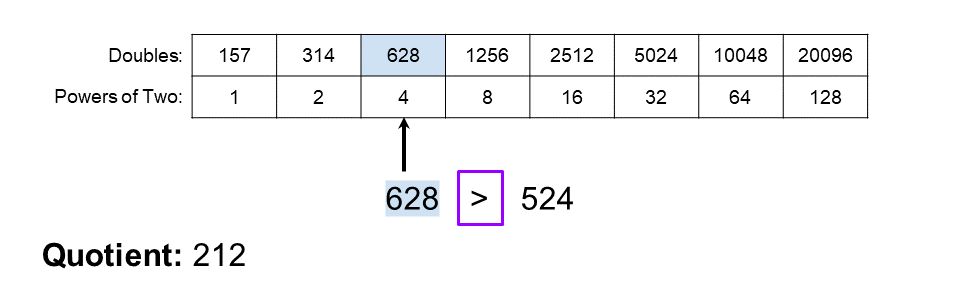 Doubles: 157 314 628 1256 2512 5024 10048 20096
Powers of Two: 1 2 4 8 16 32 64 128
628 > 524
Quotient: 212